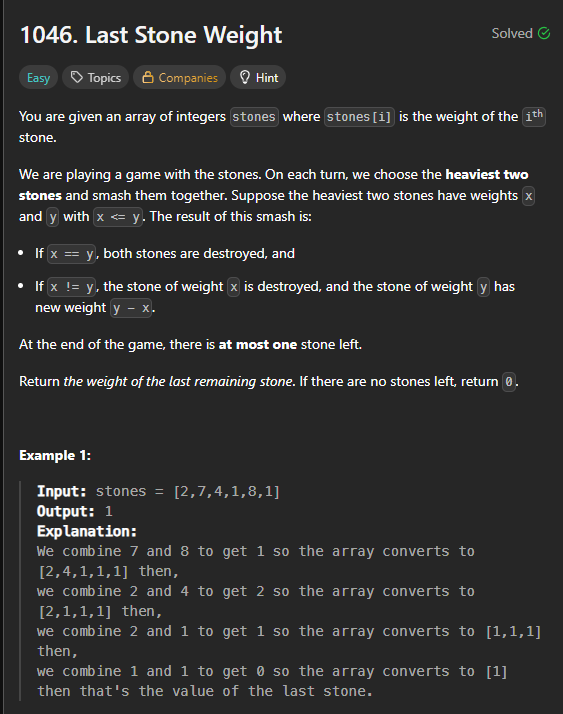 1046. Last Stone Weight
Solved
Easy Topics Companies Hint
You are given an array of integers stones where stones[i] is the weight of the ith
stone.
We are playing a game with the stones. On each turn, we choose the heaviest two
stones and smash them together. Suppose the heaviest two stones have weights x
and y with x <= y. The result of this smash is:
• If x == y, both stones are destroyed, and
• If x != y, the stone of weight x is destroyed, and the stone of weight y has
new weight y - x.
At the end of the game, there is at most one stone left.
Return the weight of the last remaining stone. If there are no stones left, return 0.
Example 1:
Input: stones = [2,7,4,1,8,1]
Output: 1
Explanation:
We combine 7 and 8 to get 1 so the array converts to
[2,4,1,1,1] then,
we combine 2 and 4 to get 2 so the array converts to
[2,1,1,1] then,
we combine 2 and 1 to get 1 so the array converts to [1,1,1]
then,
we combine 1 and 1 to get 0 so the array converts to [1]
then that's the value of the last stone.